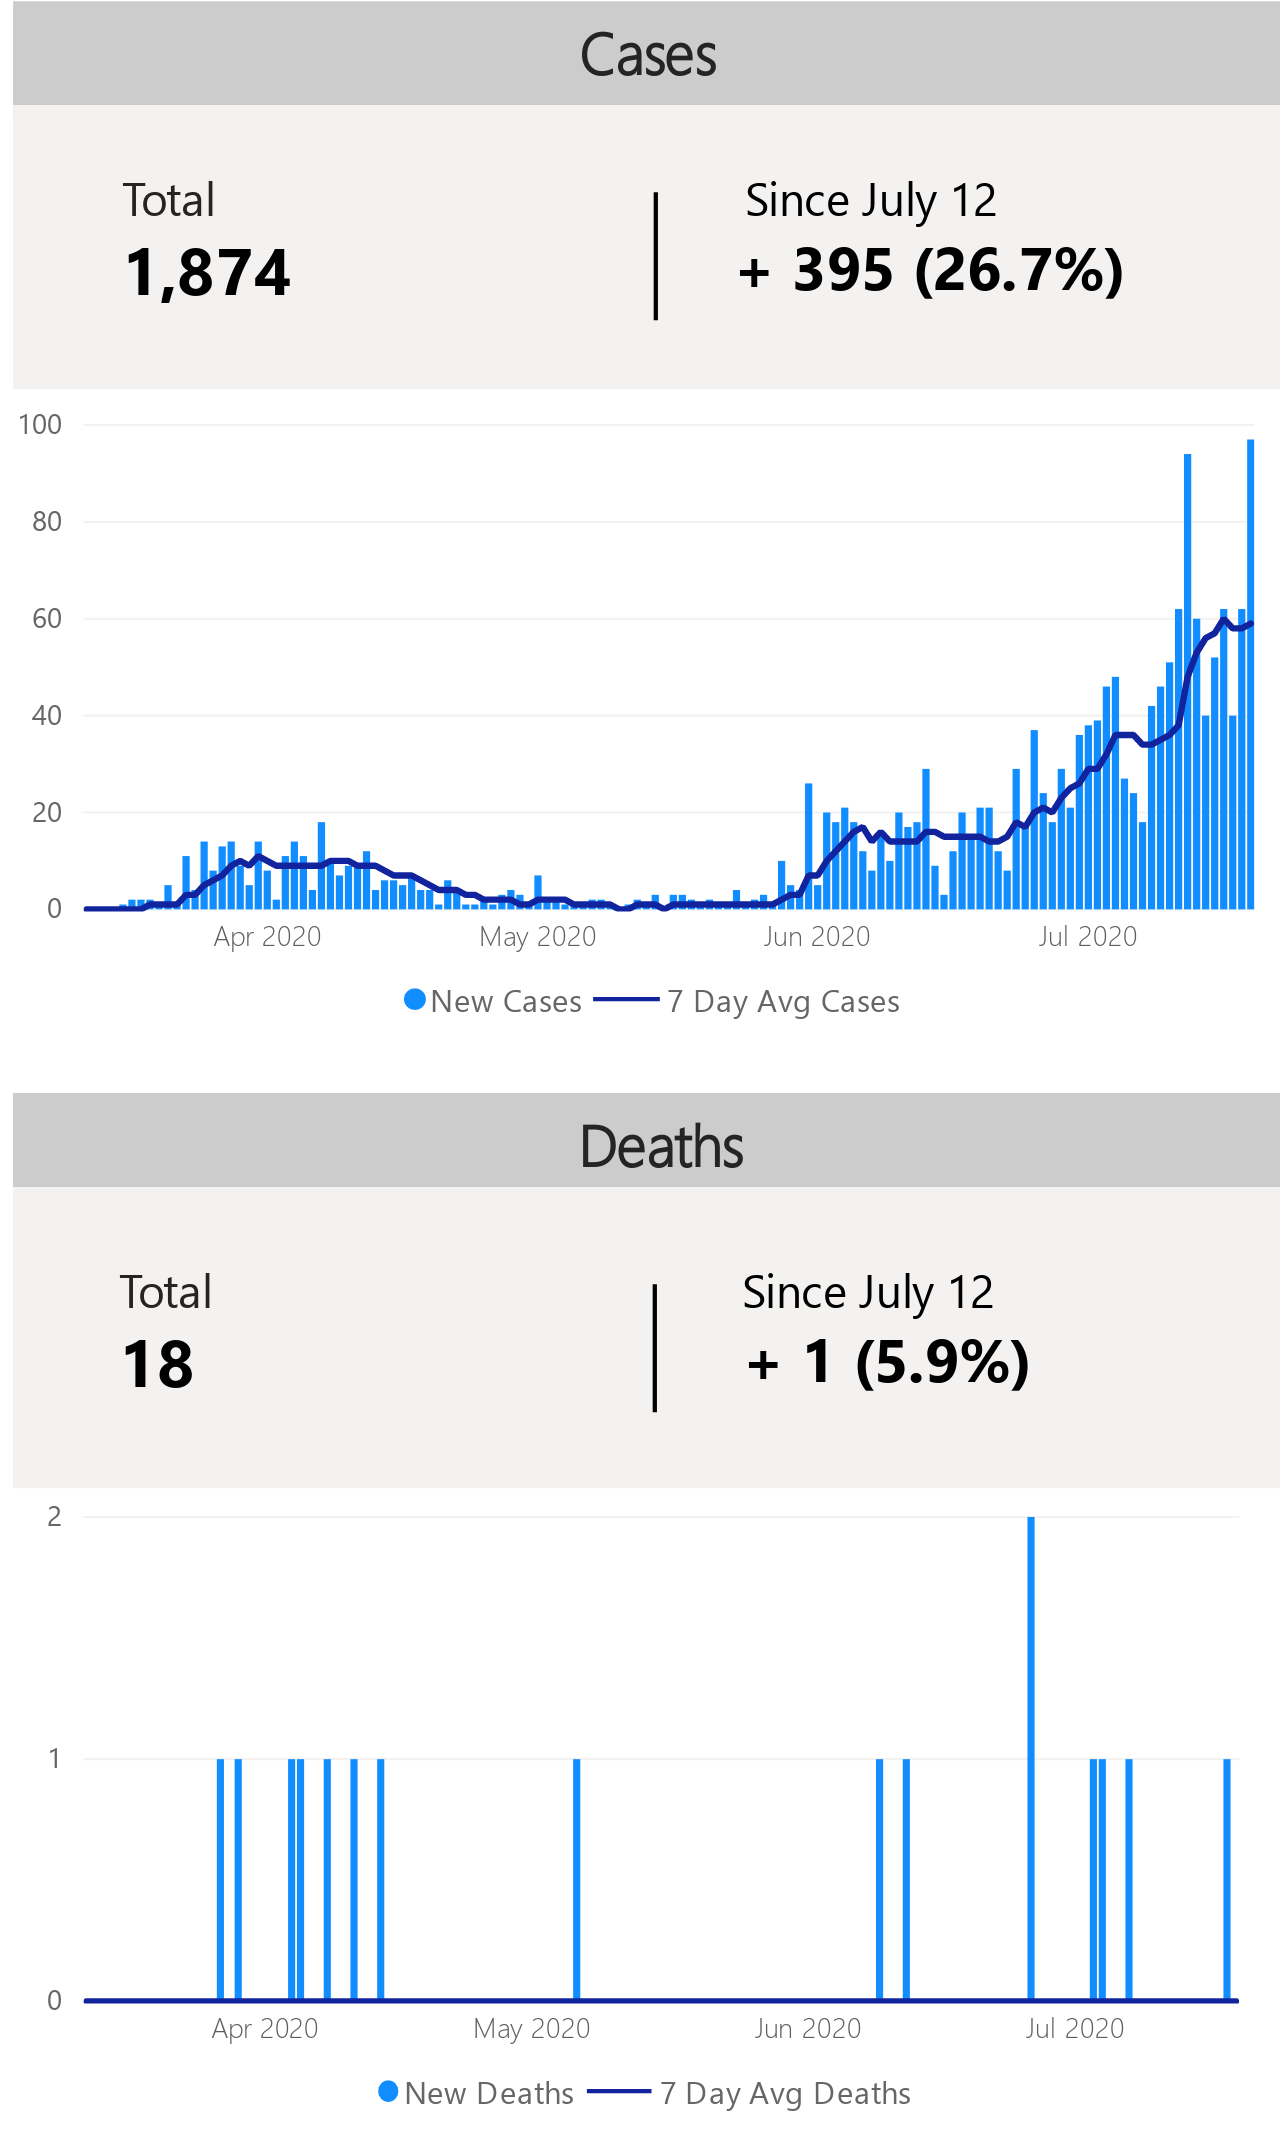 Cases
Total
1,874
Since July 12
+ 395 (26.7%)
100
80
60
40
20
0
Apr 2020
May 2020
Jun 2020
Jul 2020
New Cases
7 Day Avg Cases
Deaths
Total
18
Since July 12
+ 1 (5.9%)
2
1
0
Apr 2020
May 2020
Jun 2020
Jul 2020
New Deaths
7 Day Avg Deaths